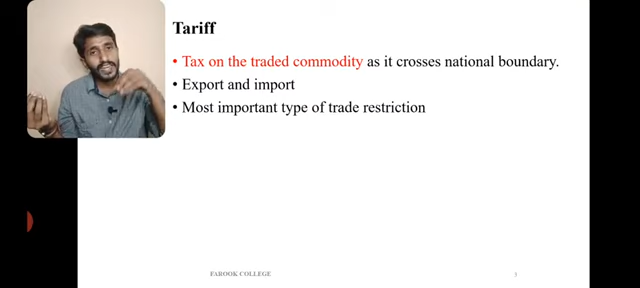 Tariff
• Tax on the traded commodity as it crosses national boundary.
• Export and import
• Most important type of trade restriction
FAROOK COLLEGE
3